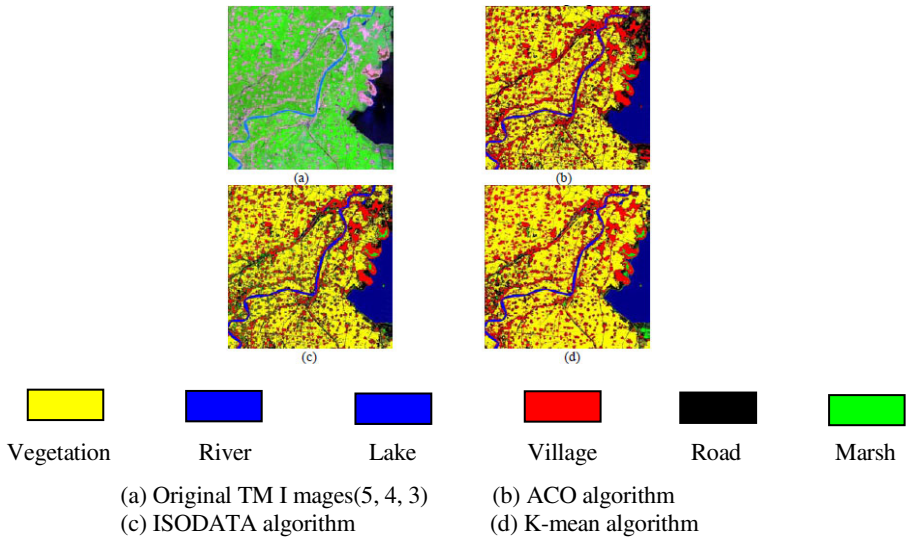 (a) (b)
(c) (d)
Vegetation River Lake Village Road Marsh
(a) Original TM I mages(5, 4, 3) (b) ACO algorithm
(c) ISODATA algorithm (d) K-mean algorithm